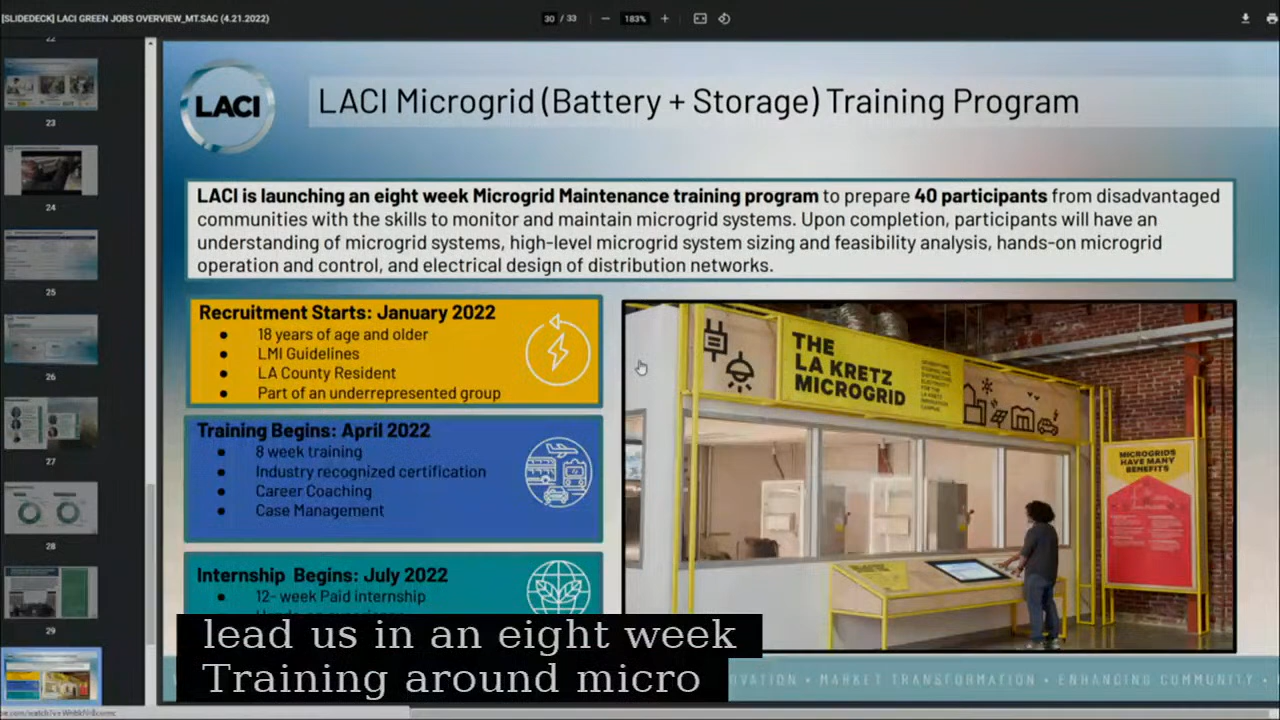 [SLIDEDECK] LACI GREEN JOBS OVERVIEW_MT.SAC (4.21.2022)
30 / 33
183%
22
23
24
25
26
27
28
29
LACI
LACI Microgrid (Battery + Storage) Training Program
LACI is launching an eight week Microgrid Maintenance training program to prepare 40 participants from disadvantaged
communities with the skills to monitor and maintain microgrid systems. Upon completion, participants will have an
understanding of microgrid systems, high-level microgrid system sizing and feasibility analysis, hands-on microgrid
operation and control, and electrical design of distribution networks.
Recruitment Starts: January 2022
● 18 years of age and older
● LMI Guidelines
● LA County Resident
● Part of an underrepresented group
Training Begins: April 2022
● 8 week training
● Industry recognized certification
● Career Coaching
● Case Management
Internship Begins: July 2022
● 12- week Paid internship
THE
LA KRETZ
MICROGRID
MICROGRIDS
HAVE MANY
BENEFITS
lead us in an eight week
Training around micro
• MARKET TRANSFORMATION • ENHANCING COMMUNITY •